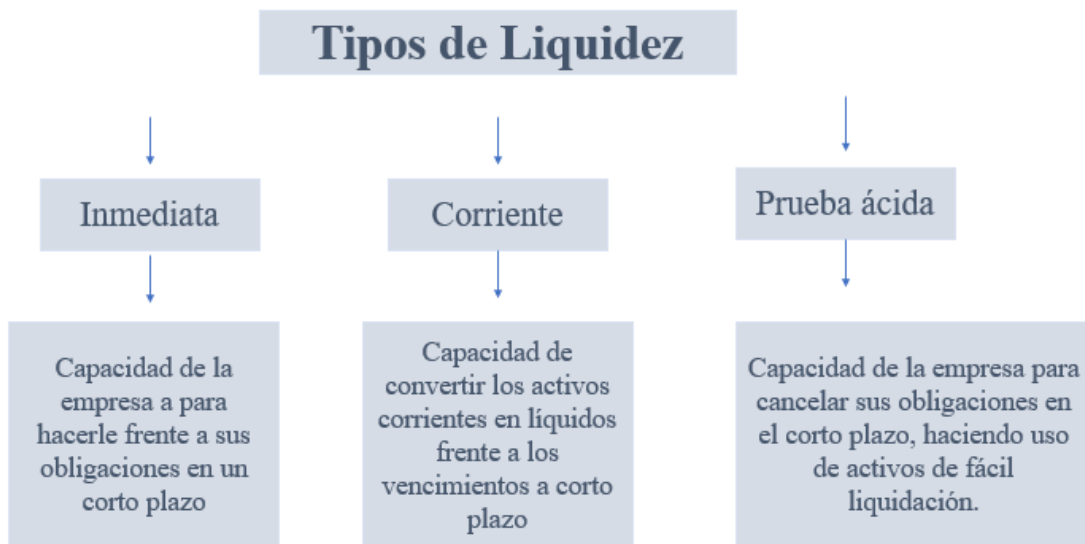 Tipos de Liquidez
Inmediata
Corriente
Prueba ácida
Capacidad de la
empresa a para
hacerle frente a sus
obligaciones en un
corto plazo
Capacidad de
convertir los activos
corrientes en líquidos
frente a los
vencimientos a corto
plazo
Capacidad de la empresa para
cancelar sus obligaciones en
el corto plazo, haciendo uso
de activos de fácil
liquidación.